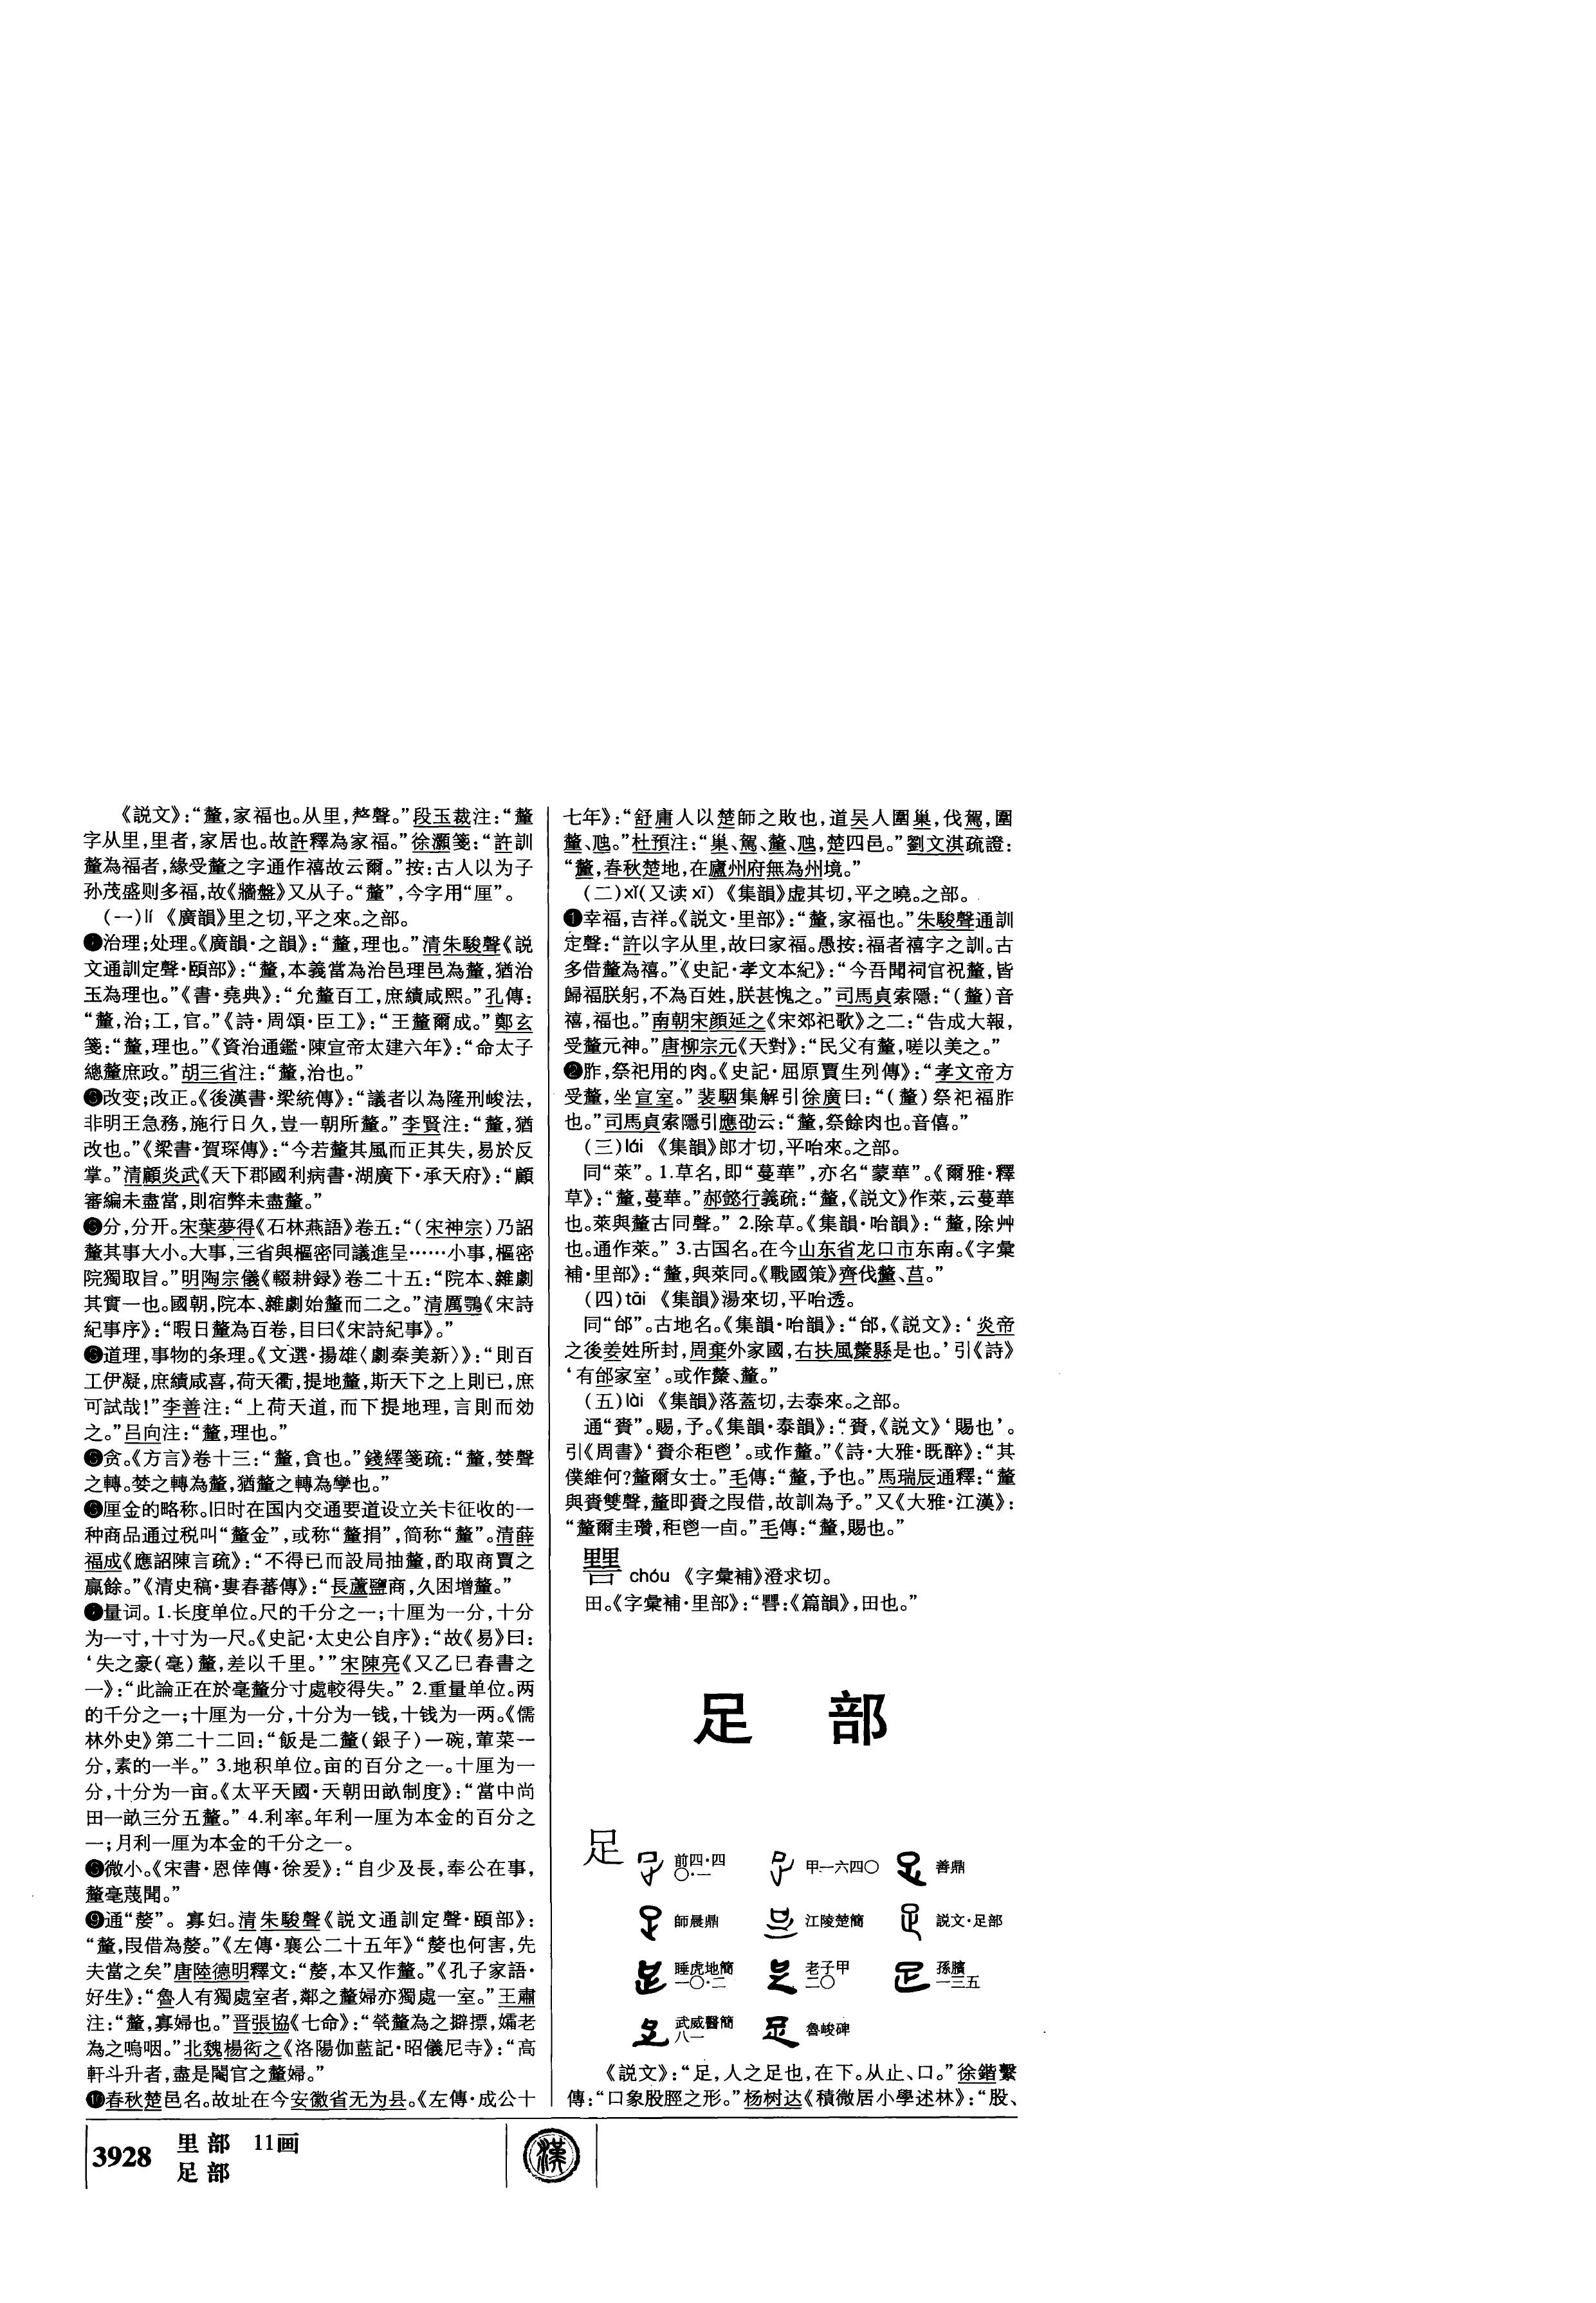 《説文》：“釐，家福也。从里，𠩺聲。”段玉裁注：“釐
字从里，里者，家居也。故許釋為家福。”徐灝箋：“許訓
釐為福者，緣受釐之字通作禧故云爾。”按：古人以为子
孙茂盛则多福，故《牆盤》又从子。“釐”，今字用“厘”。
（一）lí 《廣韻》里之切，平之來。之部。
❶治理；处理。《廣韻·之韻》：“釐，理也。”清朱駿聲《説
文通訓定聲·頤部》：“釐，本義當為治邑理邑為釐，猶治
玉為理也。”《書·堯典》：“允釐百工，庶績咸熙。”孔傳：
“釐，治；工，官。”《詩·周頌·臣工》：“王釐爾成。”鄭玄
箋：“釐，理也。”《資治通鑑·陳宣帝太建六年》：“命太子
總釐庶政。”胡三省注：“釐，治也。”
❷改变；改正。《後漢書·梁統傳》：“議者以為隆刑峻法，
非明王急務，施行日久，豈一朝所釐。”李賢注：“釐，猶
改也。”《梁書·賀琛傳》：“今若釐其風而正其失，易於反
掌。”清顧炎武《天下郡國利病書·湖廣下·承天府》：“顧
審編未盡當，則宿弊未盡釐。”
❸分，分开。宋葉夢得《石林燕語》卷五：“（宋神宗）乃詔
釐其事大小。大事，三省與樞密同議進呈……小事，樞密
院獨取旨。”明陶宗儀《輟耕録》卷二十五：“院本、雜劇
其實一也。國朝，院本、雜劇始釐而二之。”清厲鶚《宋詩
紀事序》：“暇日釐為百卷，目曰《宋詩紀事》。”
❹道理，事物的条理。《文選·揚雄〈劇秦美新〉》：“則百
工伊凝，庶績咸喜，荷天衢，提地釐，斯天下之上則已，庶
可試哉！”李善注：“上荷天道，而下提地理，言則而効
之。”吕向注：“釐，理也。”
❺贪。《方言》卷十三：“釐，貪也。”錢繹箋疏：“釐，婪聲
之轉。婪之轉為釐，猶釐之轉為孿也。”
❻厘金的略称。旧时在国内交通要道设立关卡征收的一
种商品通过税叫“釐金”，或称“釐捐”，简称“釐”。清薛
福成《應詔陳言疏》：“不得已而設局抽釐，酌取商賈之
贏餘。”《清史稿·婁春蕃傳》：“長蘆鹽商，久困增釐。”
❼量词。1.长度单位。尺的千分之一；十厘为一分，十分
为一寸，十寸为一尺。《史記·太史公自序》：“故《易》曰：
‘失之豪（毫）釐，差以千里。’”宋陳亮《又乙巳春書之
一》：“此論正在於毫釐分寸處較得失。”2.重量单位。两
的千分之一；十厘为一分，十分为一钱，十钱为一两。《儒
林外史》第二十二回：“飯是二釐（銀子）一碗，葷菜一
分，素的一半。”3.地积单位。亩的百分之一。十厘为一
分，十分为一亩。《太平天國·天朝田畝制度》：“當中尚
田一畝三分五釐。”4.利率。年利一厘为本金的百分之
一；月利一厘为本金的千分之一。
❽微小。《宋書·恩倖傳·徐爰》：“自少及長，奉公在事，
釐毫蔑聞。”
❾通“嫠”。寡妇。清朱駿聲《説文通訓定聲·頤部》：
“釐，叚借為嫠。”《左傳·襄公二十五年》“嫠也何害，先
夫當之矣”唐陸德明釋文：“嫠，本又作釐。”《孔子家語·
好生》：“魯人有獨處室者，鄰之釐婦亦獨處一室。”王肅
注：“釐，寡婦也。”晋張協《七命》：“煢釐為之擗摽，孀老
為之嗚咽。”北魏楊衒之《洛陽伽藍記·昭儀尼寺》：“高
軒斗升者，盡是閹官之釐婦。”
❿春秋楚邑名。故址在今安徽省无为县。《左傳·成公十
七年》：“舒庸人以楚師之敗也，道吴人圍巢，伐駕，圍
釐、虺。”杜預注：“巢、駕、釐、虺，楚四邑。”劉文淇疏證：
“釐，春秋楚地，在廬州府無為州境。”
（二）xǐ（又读xī） 《集韻》虚其切，平之曉。之部。
❶幸福，吉祥。《説文·里部》：“釐，家福也。”朱駿聲通訓
定聲：“許以字从里，故曰家福。愚按：福者禧字之訓。古
多借釐為禧。”《史記·孝文本紀》：“今吾聞祠官祝釐，皆
歸福朕躬，不為百姓，朕甚愧之。”司馬貞索隱：“（釐）音
禧，福也。”南朝宋顔延之《宋郊祀歌》之二：“告成大報，
受釐元神。”唐柳宗元《天對》：“民父有釐，嗟以美之。”
❷胙，祭祀用的肉。《史記·屈原賈生列傳》：“孝文帝方
受釐，坐宣室。”裴駰集解引徐廣曰：“（釐）祭祀福胙
也。”司馬貞索隱引應劭云：“釐，祭餘肉也。音僖。”
（三）lái 《集韻》郎才切，平咍來。之部。
同“萊”。1.草名，即“蔓華”，亦名“蒙華”。《爾雅·釋
草》：“釐，蔓華。”郝懿行義疏：“釐，《説文》作萊，云蔓華
也。萊與釐古同聲。”2.除草。《集韻·咍韻》：“釐，除艸
也。通作萊。”3.古国名。在今山东省龙口市东南。《字彙
補·里部》：“釐，與萊同。《戰國策》齊伐釐、莒。”
（四）tāi 《集韻》湯來切，平咍透。
同“邰”。古地名。《集韻·咍韻》：“邰，《説文》：‘炎帝
之後姜姓所封，周棄外家國，右扶風斄縣是也。’引《詩》
‘有邰家室’。或作斄、釐。”
（五）lài 《集韻》落蓋切，去泰來。之部。
通“賚”。赐，予。《集韻·泰韻》：“賚，《説文》‘賜也’。
引《周書》‘賚尒秬鬯’。或作釐。”《詩·大雅·既醉》：“其
僕維何？釐爾女士。”毛傳：“釐，予也。”馬瑞辰通釋：“釐
與賚雙聲，釐即賚之叚借，故訓為予。”又《大雅·江漢》：
“釐爾圭瓚，秬鬯一卣。”毛傳：“釐，賜也。”
chóu 《字彙補》澄求切。
田。《字彙補·里部》：“：《篇韻》，田也。”
足 部
足
前四·四〇·一 甲一六四〇 善鼎
師晨鼎 江陵楚簡 説文·足部
睡虎地簡一〇·二 老子甲二〇 孫臏一三五
武威醫簡八一 魯峻碑
《説文》：“足，人之足也，在下。从止、口。”徐鍇繫
傳：“口象股脛之形。”杨树达《積微居小學述林》：“股、
3928 里部 11画
足部
漢